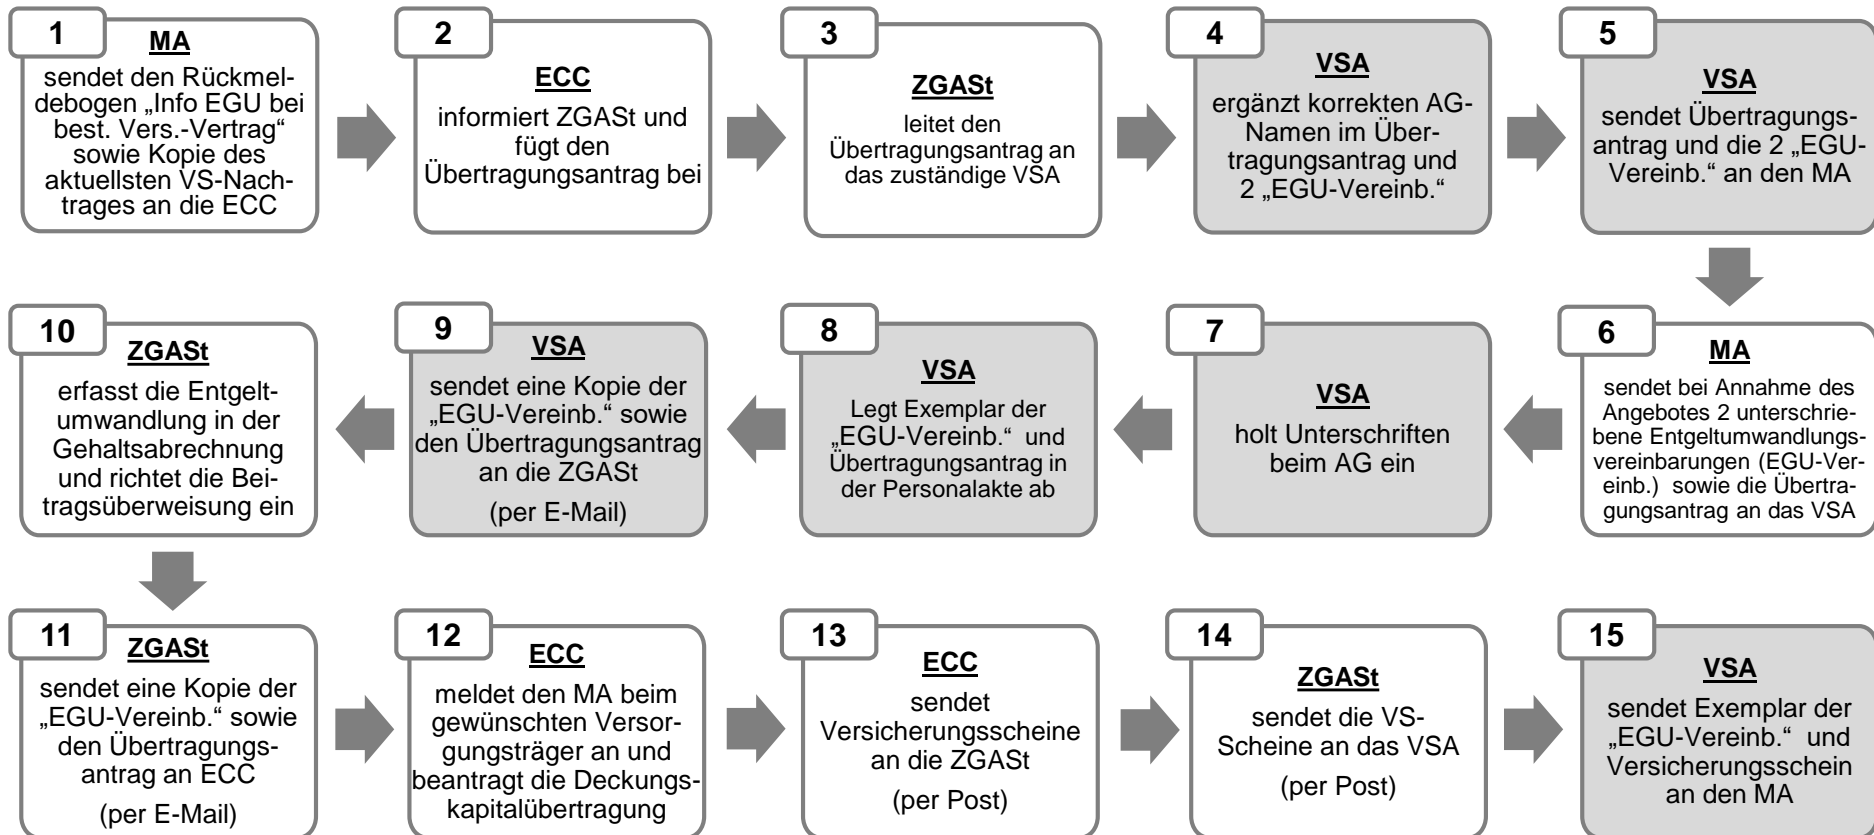 1
MA
sendet den Rückmel-
debogen „Info EGU bei
best. Vers.-Vertrag“
sowie Kopie des
aktuellsten VS-Nach-
trages an die ECC
2
ECC
informiert ZGASt und
fügt den
Übertragungsantrag bei
3
ZGASt
leitet den
Übertragungsantrag an
das zuständige VSA
4
VSA
ergänzt korrekten AG-
Namen im Über-
tragungsantrag und
2 „EGU-Vereinb.“
5
VSA
sendet Übertragungs-
antrag und die 2 „EGU-
Vereinb.“ an den MA
6
MA
sendet bei Annahme des
Angebotes 2 unterschrie-
bene Entgeltumwandlungs-
vereinbarungen (EGU-Ver-
einb.) sowie die Übertra-
gungsantrag an das VSA
7
VSA
holt Unterschriften
beim AG ein
8
VSA
Legt Exemplar der
„EGU-Vereinb.“ und
Übertragungsantrag in
der Personalakte ab
9
VSA
sendet eine Kopie der
„EGU-Vereinb.“ sowie
den Übertragungsantrag
an die ZGASt
(per E-Mail)
10
ZGASt
erfasst die Entgelt-
umwandlung in der
Gehaltsabrechnung
und richtet die Bei-
tragsüberweisung ein
11
ZGASt
sendet eine Kopie der
„EGU-Vereinb.“ sowie
den Übertragungs-
antrag an ECC
(per E-Mail)
12
ECC
meldet den MA beim
gewünschten Versor-
gungsträger an und
beantragt die Deckungs-
kapitalübertragung
13
ECC
sendet
Versicherungsscheine
an die ZGASt
(per Post)
14
ZGASt
sendet die VS-
Scheine an das VSA
(per Post)
15
VSA
sendet Exemplar der
„EGU-Vereinb.“ und
Versicherungsschein
an den MA